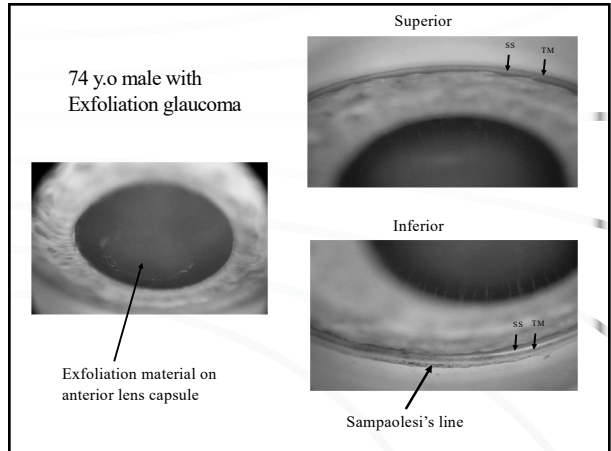 Superior
SS TM
74 y.o male with
Exfoliation glaucoma
Inferior
SS TM
Exfoliation material on
anterior lens capsule
Sampaolesi's line